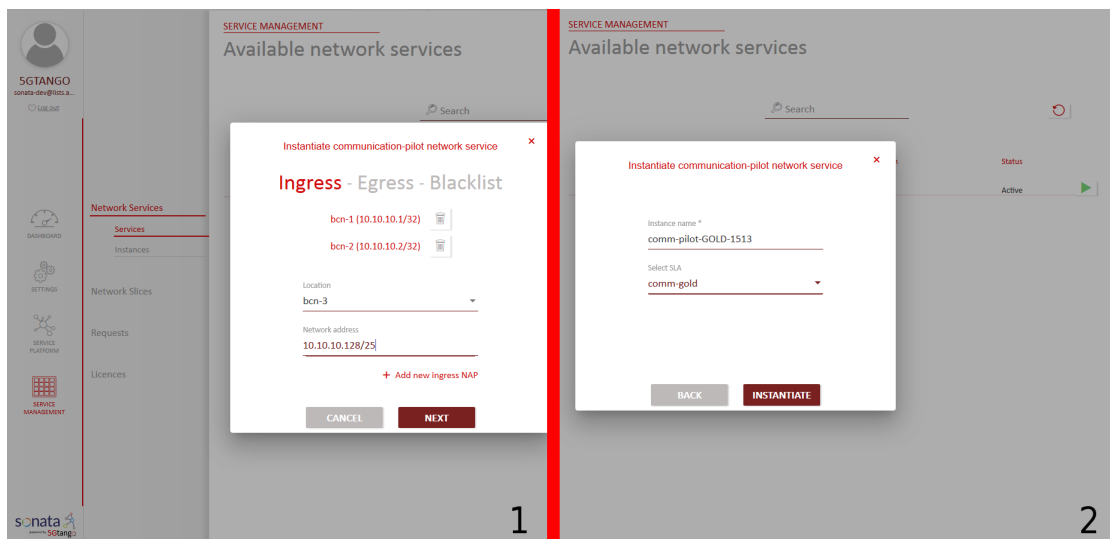 5GTANGO
sonata-dev@lists.a...
Log out
DASHBOARD
SETTINGS
SERVICE
PLATFORM
SERVICE
MANAGEMENT
sonata
powered by 5Gtango
Network Services
Services
Instances
Network Slices
Requests
Licences
SERVICE MANAGEMENT
Available network services
Search
Instantiate communication-pilot network service ×
Ingress - Egress - Blacklist
bcn-1 (10.10.10.1/32)
bcn-2 (10.10.10.2/32)
Location
bcn-3
Network address
10.10.10.128/25
+ Add new ingress NAP
CANCEL NEXT
1
SERVICE MANAGEMENT
Available network services
Search
Status
Active
Instantiate communication-pilot network service ×
Instance name *
comm-pilot-GOLD-1513
Select SLA
comm-gold
BACK INSTANTIATE
2